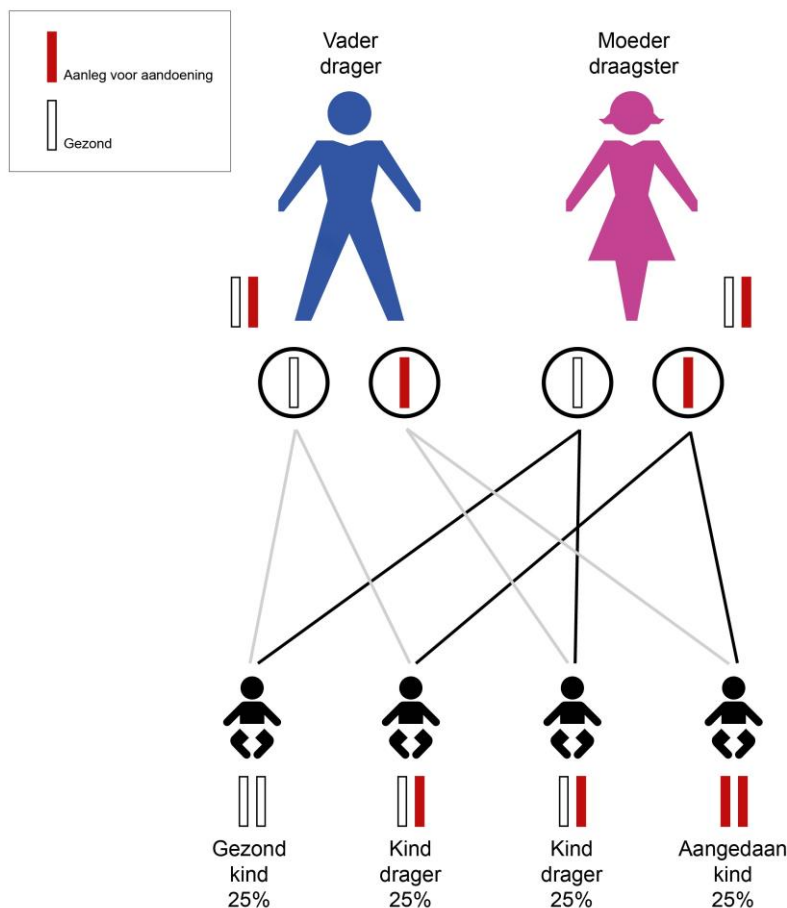 Aanleg voor aandoening
Gezond
Vader
drager
Moeder
draagster
Gezond
kind
25%
Kind
drager
25%
Kind
drager
25%
Aangedaan
kind
25%